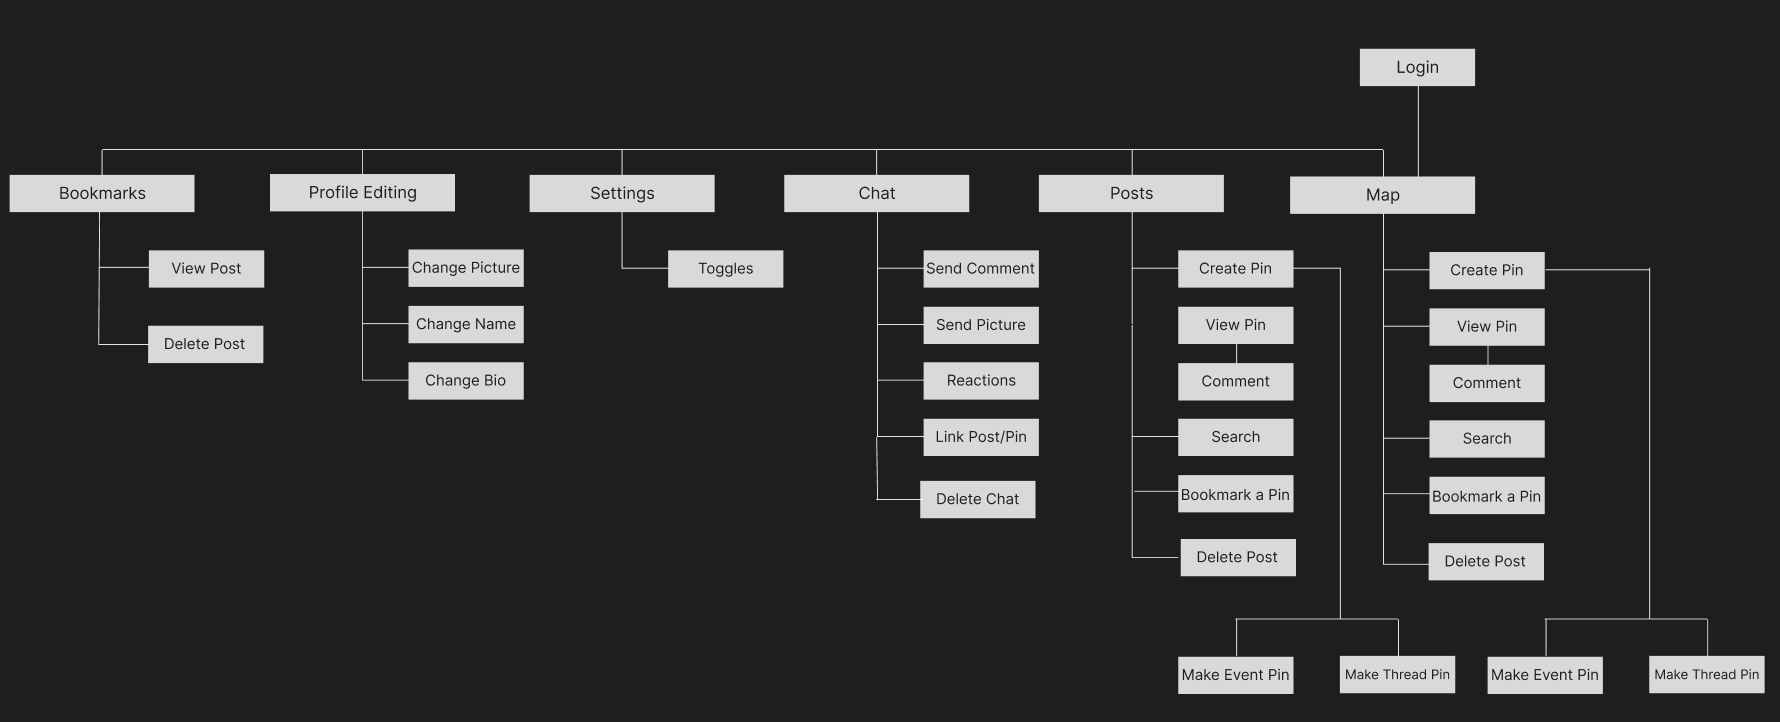 Login
Bookmarks
Profile Editing
Settings
Chat
Posts
Map
View Post
Delete Post
Change Picture
Change Name
Change Bio
Toggles
Send Comment
Send Picture
Reactions
Link Post/Pin
Delete Chat
Create Pin
View Pin
Comment
Search
Bookmark a Pin
Delete Post
Make Event Pin
Make Thread Pin
Create Pin
View Pin
Comment
Search
Bookmark a Pin
Delete Post
Make Event Pin
Make Thread Pin